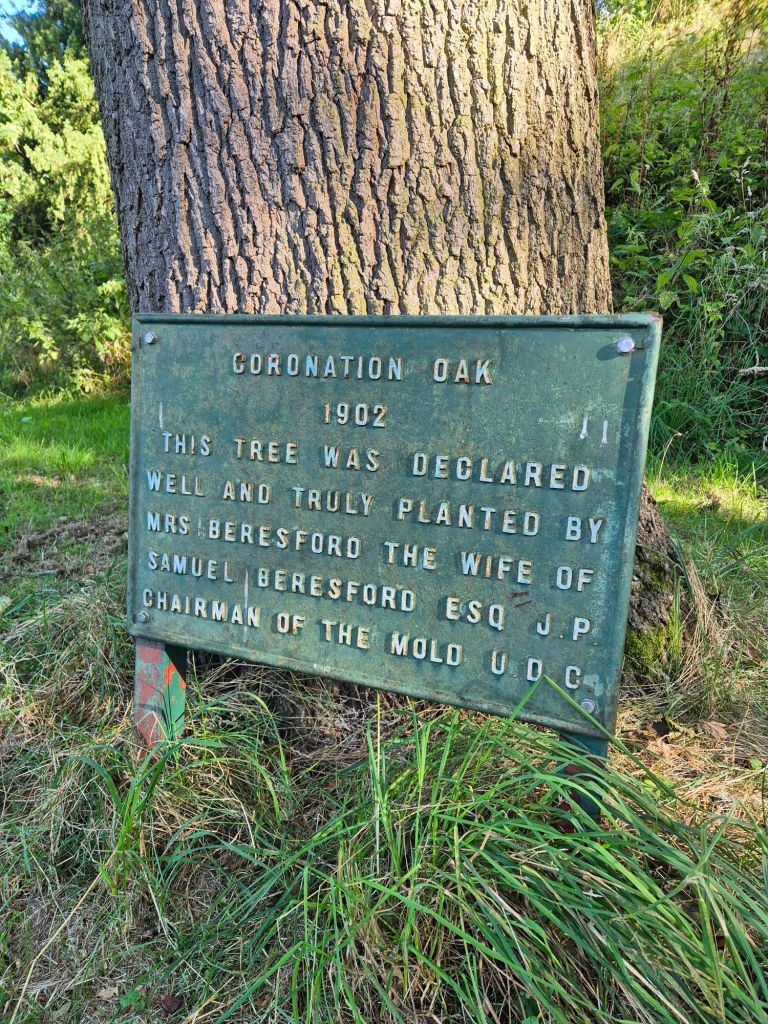 CORONATION OAK
1902
THIS TREE WAS DECLARED
WELL AND TRULY PLANTED BY
MRS BERESFORD THE WIFE OF
SAMUEL BERESFORD ESQ J.P.
CHAIRMAN OF THE MOLD U.D.C